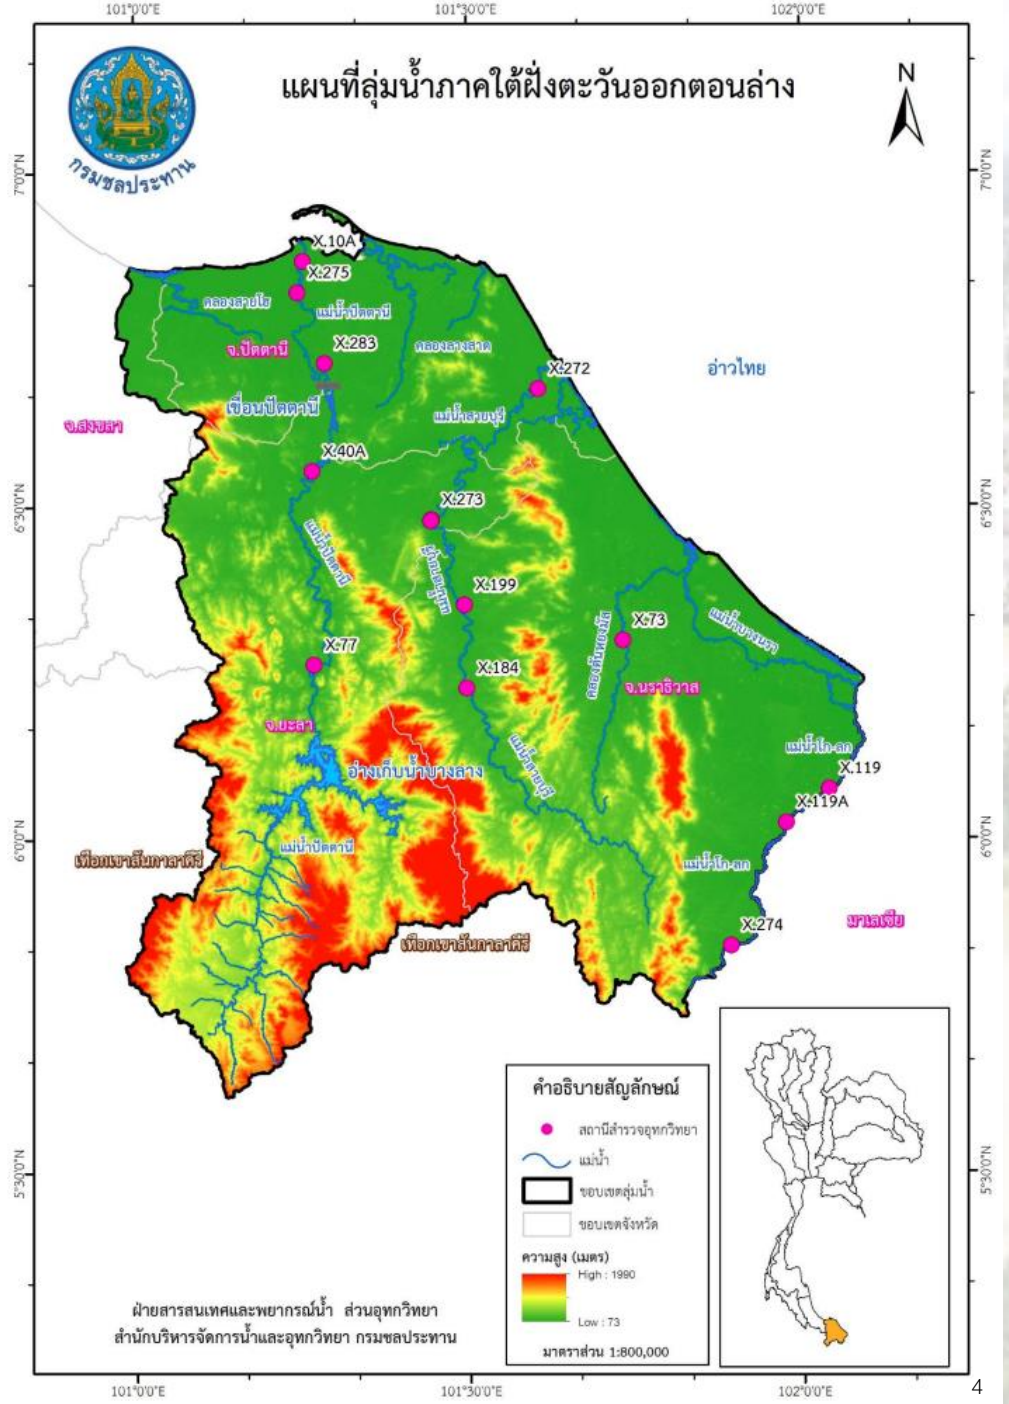 101°0'0"E
101°30'0"E
102°0'0"E
แผนที่ลุ่มน้ำภาคใต้ฝั่งตะวันออกตอนล่าง
N
กรมชลประทาน
7°0'0"N
7°0'0"N
X.10A
X.275
คลองสายโฮ
แม่น้ำปัตตานี
X.283
จ.ปัตตานี
คลองลางลาด
X.272
อ่าวไทย
เขื่อนปัตตานี
แม่น้ำสายบุรี
จ.สงขลา
X.40A
X.273
6°30'0"N
6°30'0"N
แม่น้ำปัตตานี
X.199
X.73
แม่น้ำบางนรา
คลองตันหยงมัส
X.77
X.184
จ.นราธิวาส
จ.ยะลา
แม่น้ำสายบุรี
แม่น้ำโก-ลก
อ่างเก็บน้ำบางลาง
X.119
X.119A
6°0'0"N
6°0'0"N
แม่น้ำปัตตานี
เทือกเขาสันกาลาคีรี
แม่น้ำโก-ลก
มาเลเซีย
X.274
เทือกเขาสันกาลาคีรี
คำอธิบายสัญลักษณ์
สถานีสำรวจอุทกวิทยา
แม่น้ำ
ขอบเขตลุ่มน้ำ
ขอบเขตจังหวัด
ความสูง (เมตร)
High : 1990
Low : 73
มาตราส่วน 1:800,000
5°30'0"N
5°30'0"N
ฝ่ายสารสนเทศและพยากรณ์น้ำ ส่วนอุทกวิทยา
สำนักบริหารจัดการน้ำและอุทกวิทยา กรมชลประทาน
101°0'0"E
101°30'0"E
102°0'0"E
4